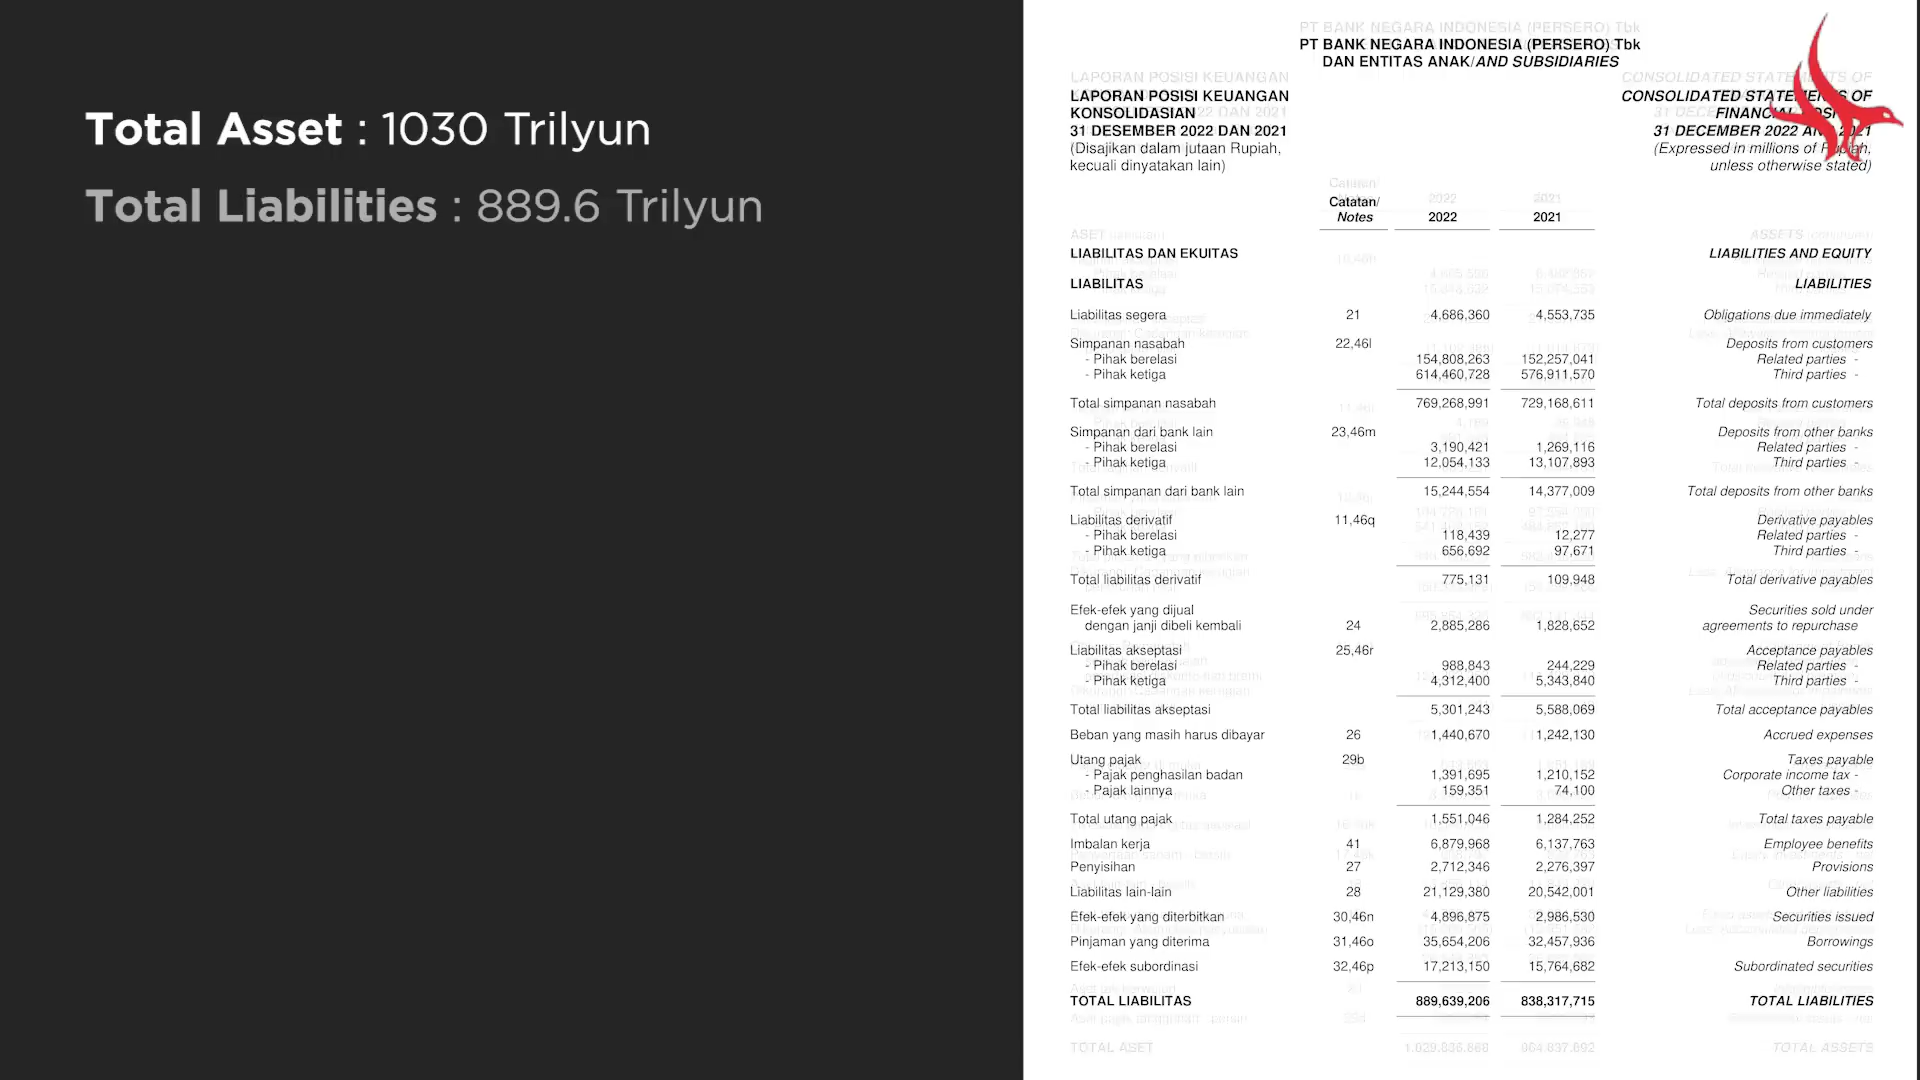 Total Asset : 1030 Trilyun
Total Liabilities : 889.6 Trilyun
PT BANK NEGARA INDONESIA (PERSERO) Tbk
DAN ENTITAS ANAK/AND SUBSIDIARIES
LAPORAN POSISI KEUANGAN
KONSOLIDASIAN
31 DESEMBER 2022 DAN 2021
(Disajikan dalam jutaan Rupiah,
kecuali dinyatakan lain)
CONSOLIDATED STATEMENTS OF
FINANCIAL
31 DECEMBER 2022 AND 2021
(Expressed in millions of Rupiah,
unless otherwise stated)
Catatan/
Notes 2022 2021
LIABILITAS DAN EKUITAS LIABILITIES AND EQUITY
LIABILITAS LIABILITIES
Liabilitas segera 21 4,686,360 4,553,735 Obligations due immediately
Simpanan nasabah 22,46l Deposits from customers
- Pihak berelasi 154,808,263 152,257,041 Related parties -
- Pihak ketiga 614,460,728 576,911,570 Third parties -
Total simpanan nasabah 769,268,991 729,168,611 Total deposits from customers
Simpanan dari bank lain 23,46m Deposits from other banks
- Pihak berelasi 3,190,421 1,269,116 Related parties -
- Pihak ketiga 12,054,133 13,107,893 Third parties -
Total simpanan dari bank lain 15,244,554 14,377,009 Total deposits from other banks
Liabilitas derivatif 11,46q Derivative payables
- Pihak berelasi 118,439 12,277 Related parties -
- Pihak ketiga 656,692 97,671 Third parties -
Total liabilitas derivatif 775,131 109,948 Total derivative payables
Efek-efek yang dijual Securities sold under
dengan janji dibeli kembali 24 2,885,286 1,828,652 agreements to repurchase
Liabilitas akseptasi 25,46r Acceptance payables
- Pihak berelasi 988,843 244,229 Related parties -
- Pihak ketiga 4,312,400 5,343,840 Third parties -
Total liabilitas akseptasi 5,301,243 5,588,069 Total acceptance payables
Beban yang masih harus dibayar 26 1,440,670 1,242,130 Accrued expenses
Utang pajak 29b Taxes payable
- Pajak penghasilan badan 1,391,695 1,210,152 Corporate income tax -
- Pajak lainnya 159,351 74,100 Other taxes -
Total utang pajak 1,551,046 1,284,252 Total taxes payable
Imbalan kerja 41 6,879,968 6,137,763 Employee benefits
Penyisihan 27 2,712,346 2,276,397 Provisions
Liabilitas lain-lain 28 21,129,380 20,542,001 Other liabilities
Efek-efek yang diterbitkan 30,46n 4,896,875 2,986,530 Securities issued
Pinjaman yang diterima 31,46o 35,654,206 32,457,936 Borrowings
Efek-efek subordinasi 32,46p 17,213,150 15,764,682 Subordinated securities
TOTAL LIABILITAS 889,639,206 838,317,715 TOTAL LIABILITIES
TOTAL ASET 1.029.836.868 964.837.692 TOTAL ASSETS